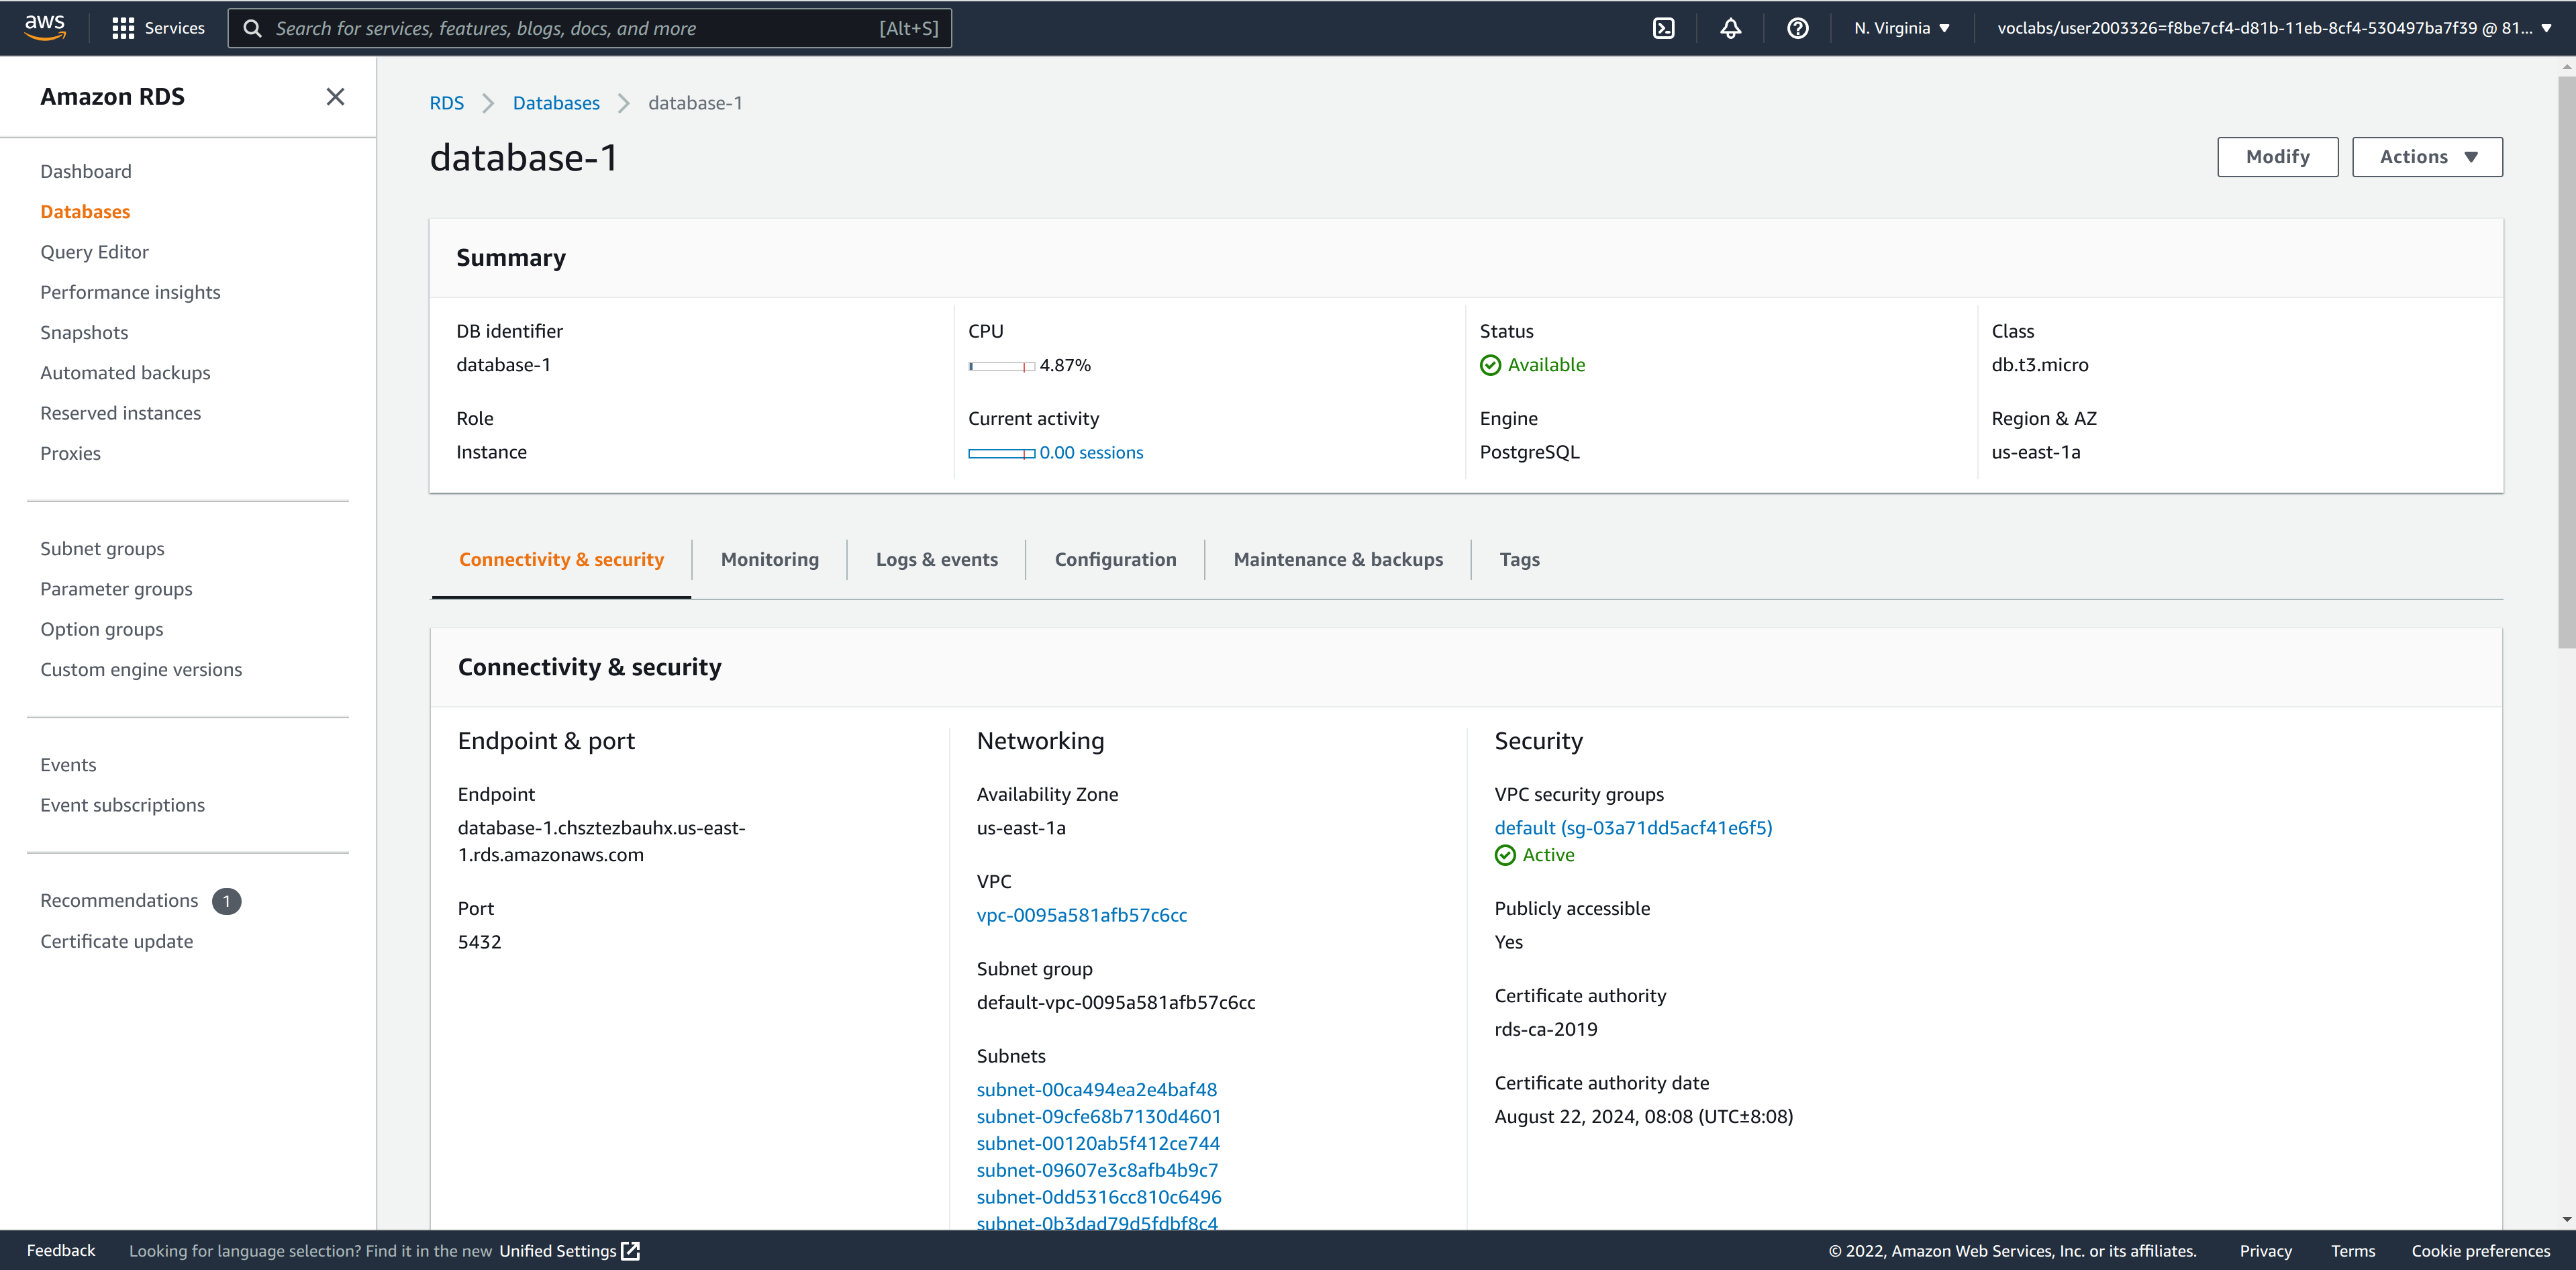 aws
Services
Search for services, features, blogs, docs, and more [Alt+S]
N. Virginia
voclabs/user2003326=f8be7cf4-d81b-11eb-8cf4-530497ba7f39 @ 81...
Amazon RDS
Dashboard
Databases
Query Editor
Performance insights
Snapshots
Automated backups
Reserved instances
Proxies
Subnet groups
Parameter groups
Option groups
Custom engine versions
Events
Event subscriptions
Recommendations 1
Certificate update
RDS > Databases > database-1
database-1
Modify
Actions
Summary
DB identifier
database-1
Role
Instance
CPU
4.87%
Current activity
0.00 sessions
Status
Available
Engine
PostgreSQL
Class
db.t3.micro
Region & AZ
us-east-1a
Connectivity & security
Monitoring
Logs & events
Configuration
Maintenance & backups
Tags
Connectivity & security
Endpoint & port
Endpoint
database-1.chsztezbauhx.us-east-
1.rds.amazonaws.com
Port
5432
Networking
Availability Zone
us-east-1a
VPC
vpc-0095a581afb57c6cc
Subnet group
default-vpc-0095a581afb57c6cc
Subnets
subnet-00ca494ea2e4baf48
subnet-09cfe68b7130d4601
subnet-00120ab5f412ce744
subnet-09607e3c8afb4b9c7
subnet-0dd5316cc810c6496
subnet-0b3dad79d5fdbf8c4
Security
VPC security groups
default (sg-03a71dd5acf41e6f5)
Active
Publicly accessible
Yes
Certificate authority
rds-ca-2019
Certificate authority date
August 22, 2024, 08:08 (UTC±8:08)
Feedback
Looking for language selection? Find it in the new Unified Settings
© 2022, Amazon Web Services, Inc. or its affiliates.
Privacy
Terms
Cookie preferences